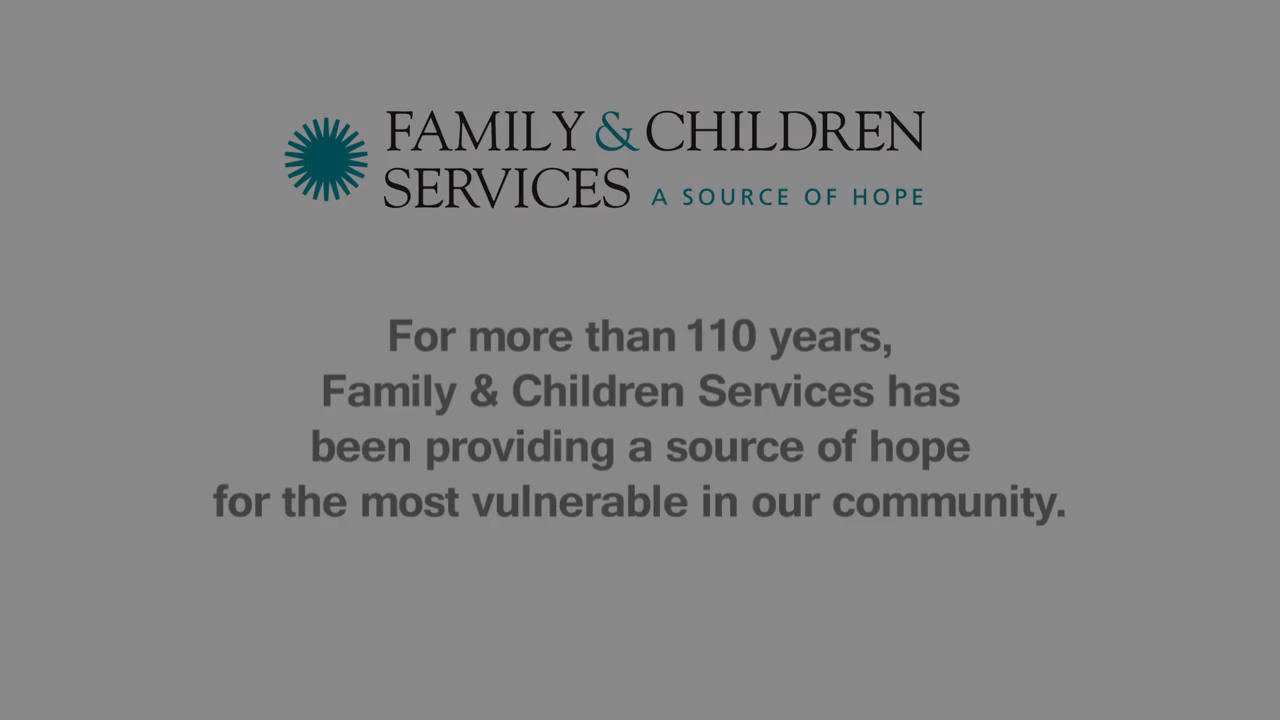 FAMILY & CHILDREN
SERVICES A SOURCE OF HOPE
For more than 110 years,
Family & Children Services has
been providing a source of hope
for the most vulnerable in our community.